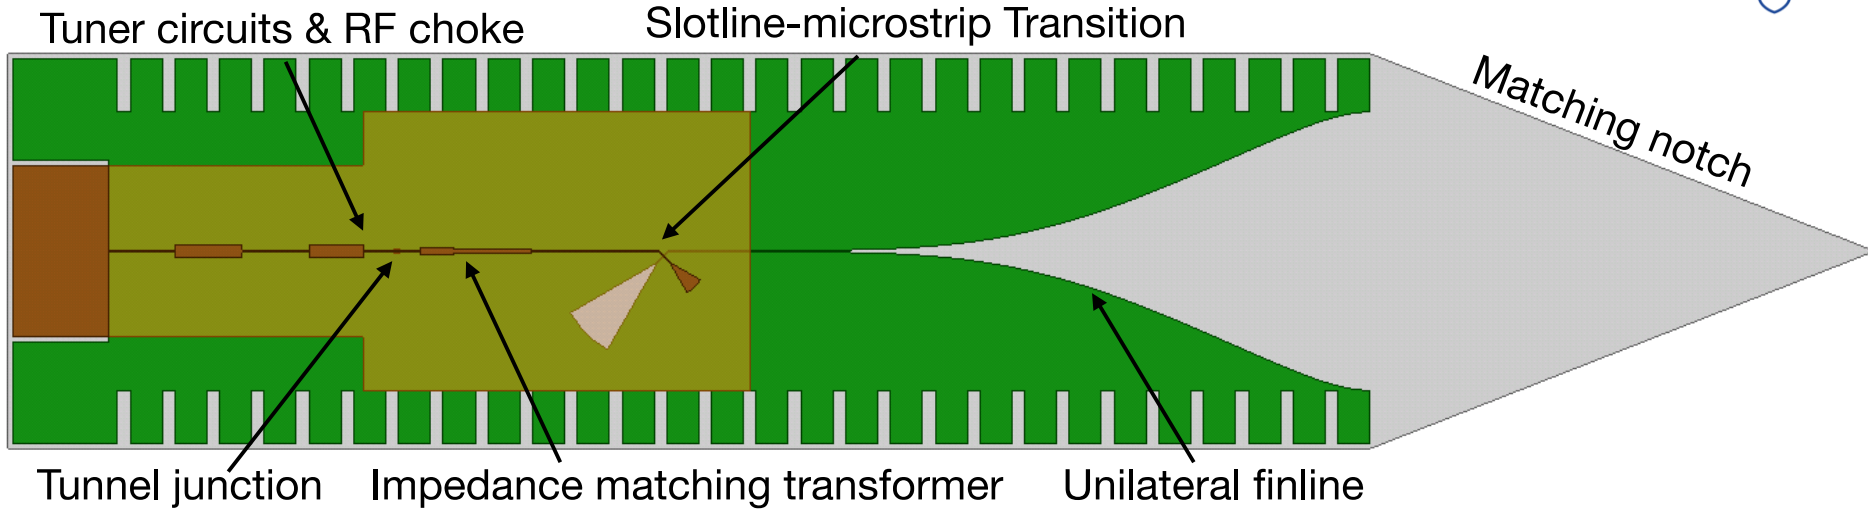 Tuner circuits & RF choke
Slotline-microstrip Transition
Matching notch
Tunnel junction
Impedance matching transformer
Unilateral finline